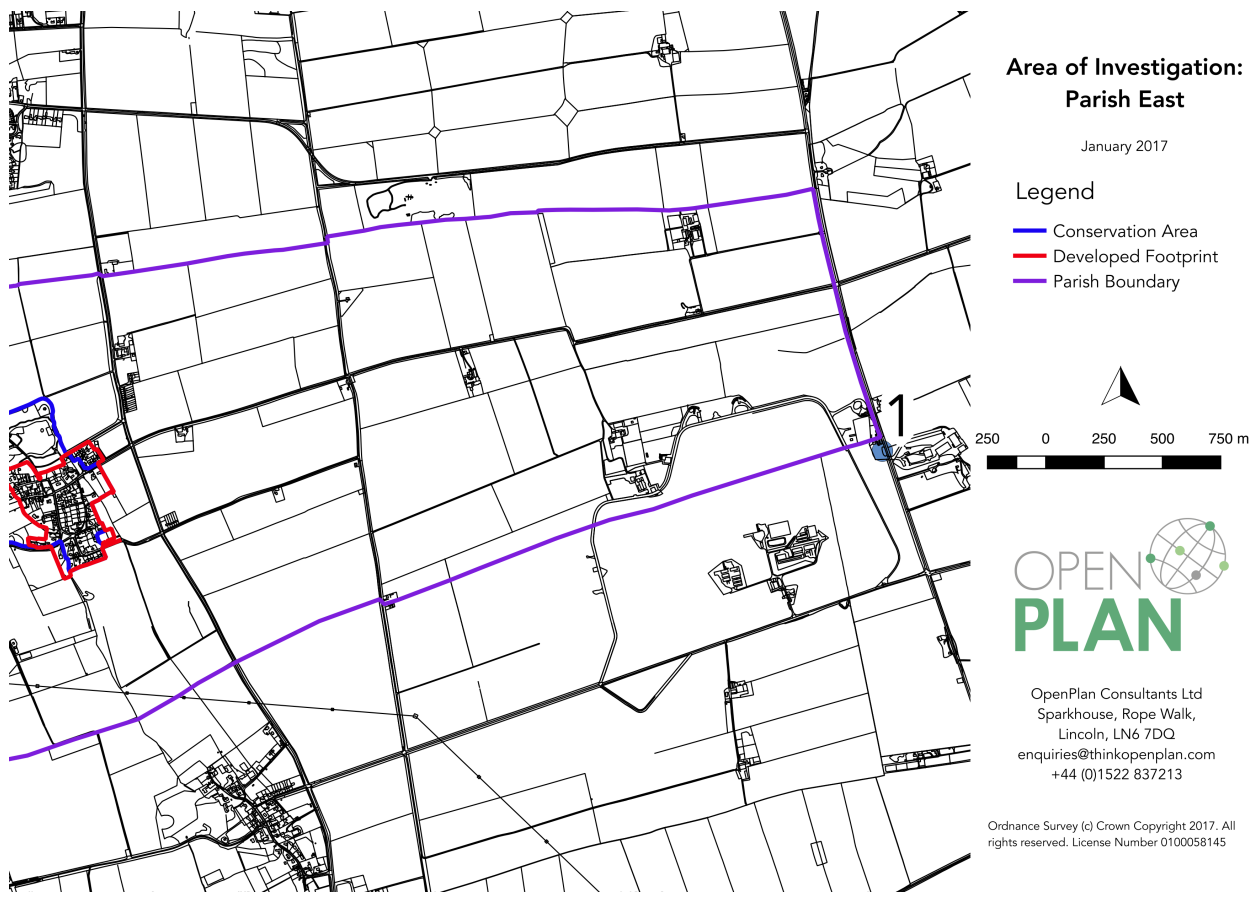 Area of Investigation:
Parish East
January 2017
Legend
Conservation Area
Developed Footprint
Parish Boundary
1
250 0 250 500 750 m
OPEN
PLAN
OpenPlan Consultants Ltd
Sparkhouse, Rope Walk,
Lincoln, LN6 7DQ
enquiries@thinkopenplan.com
+44 (0)1522 837213
Ordnance Survey (c) Crown Copyright 2017. All
rights reserved. License Number 0100058145